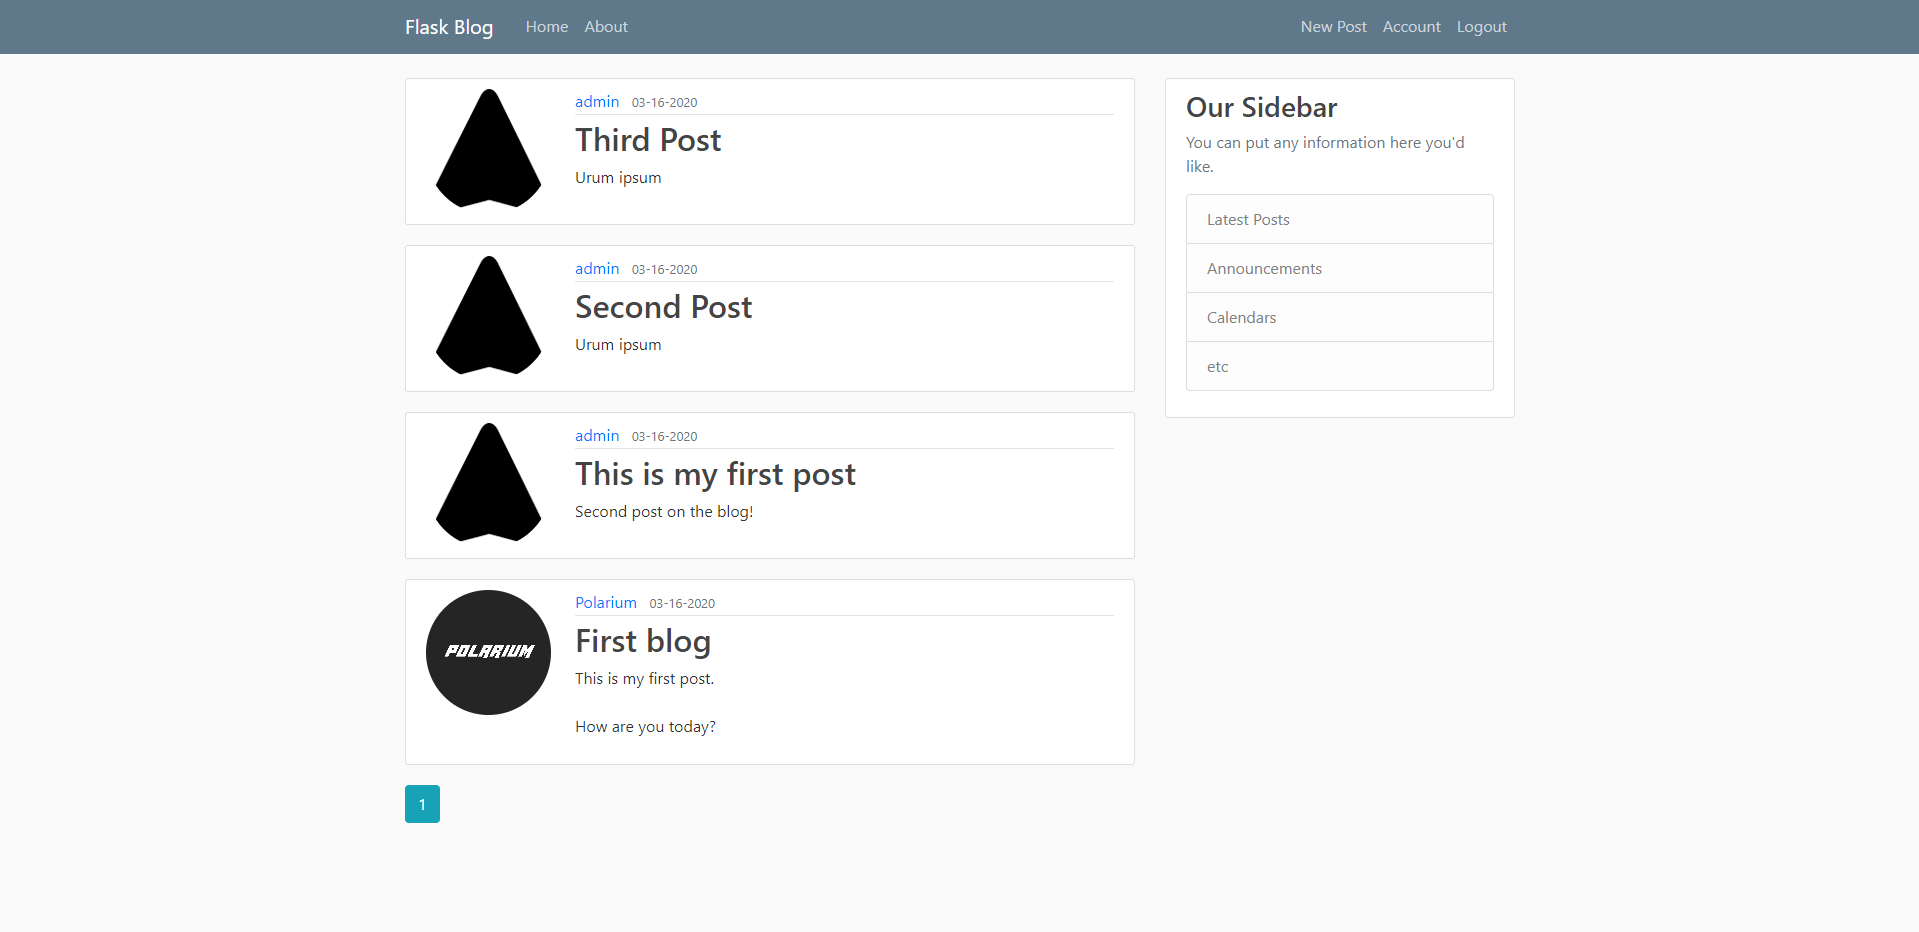 Flask Blog Home About New Post Account Logout
admin 03-16-2020
Third Post
Urum ipsum
admin 03-16-2020
Second Post
Urum ipsum
admin 03-16-2020
This is my first post
Second post on the blog!
POLARIUM
Polarium 03-16-2020
First blog
This is my first post.
How are you today?
1
Our Sidebar
You can put any information here you'd
like.
Latest Posts
Announcements
Calendars
etc